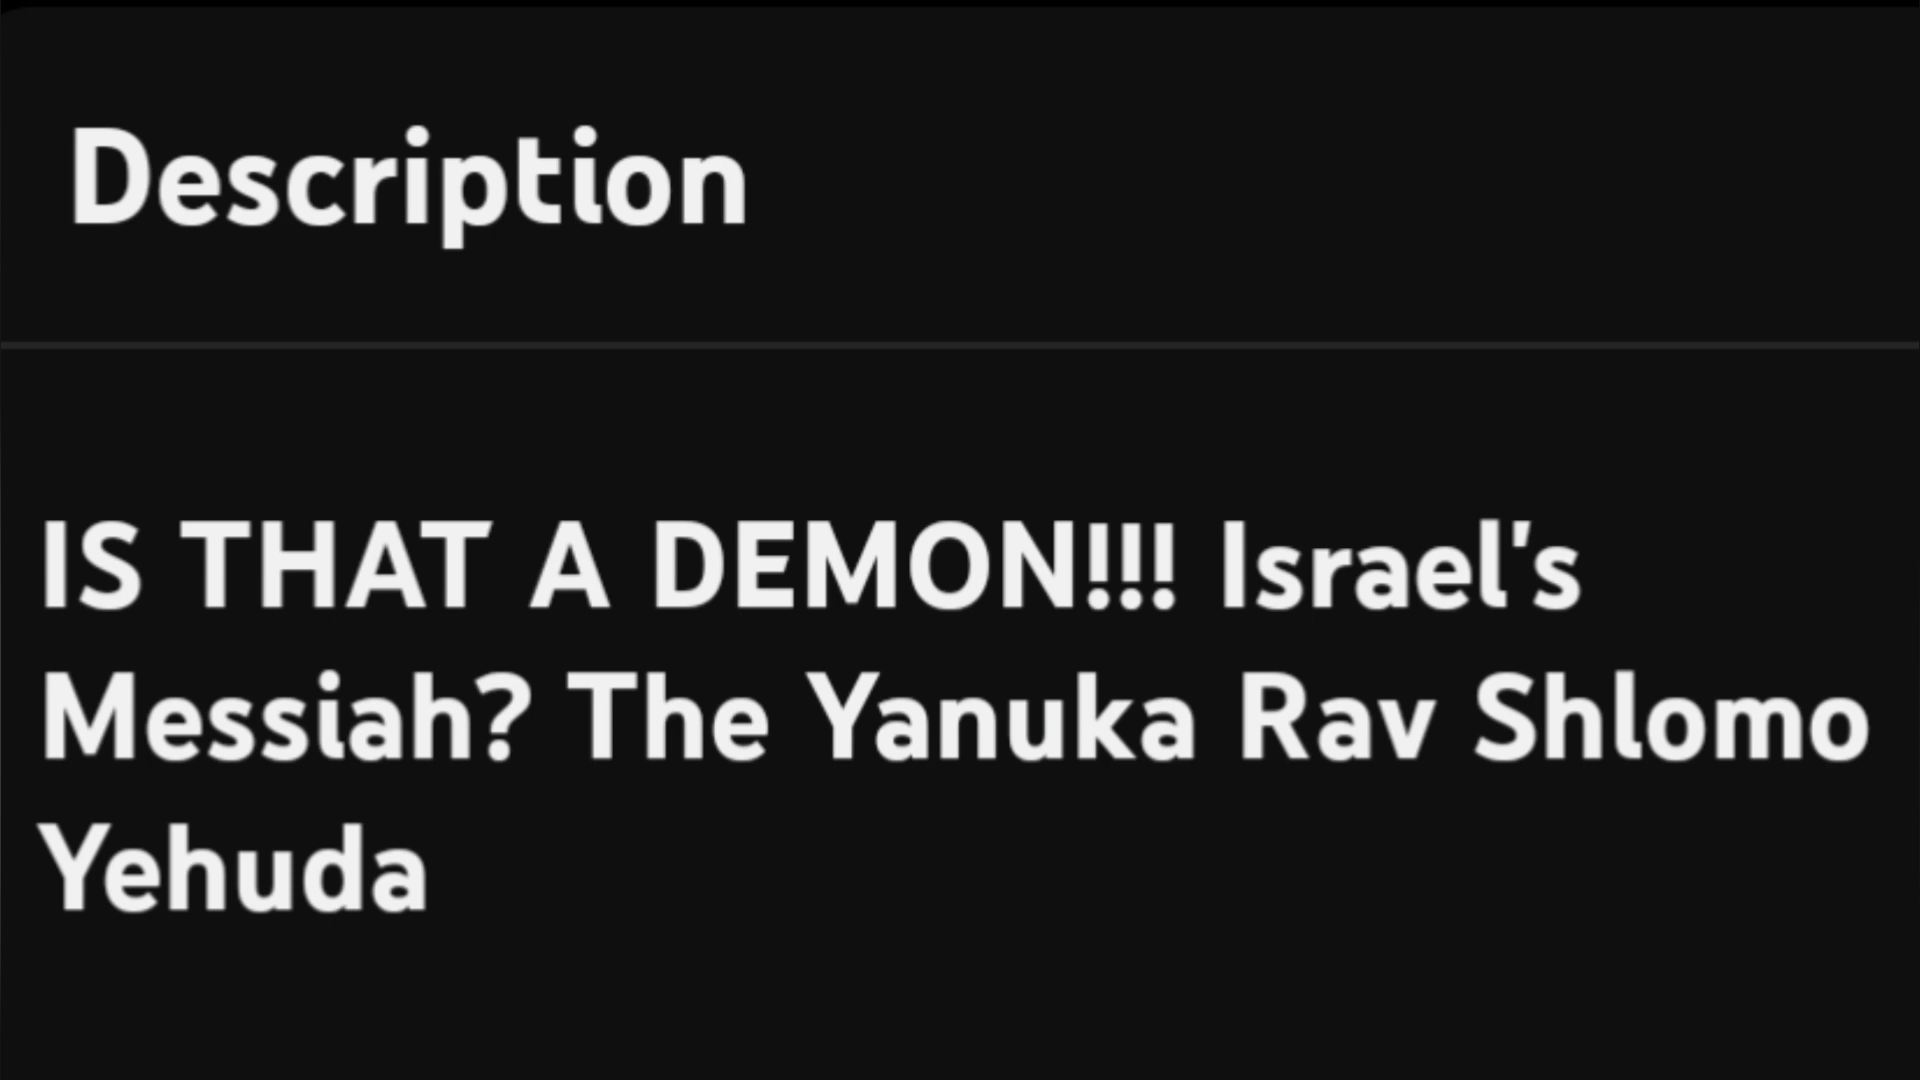 Description
IS THAT A DEMON!!! Israel's
Messiah? The Yanuka Rav Shlomo
Yehuda